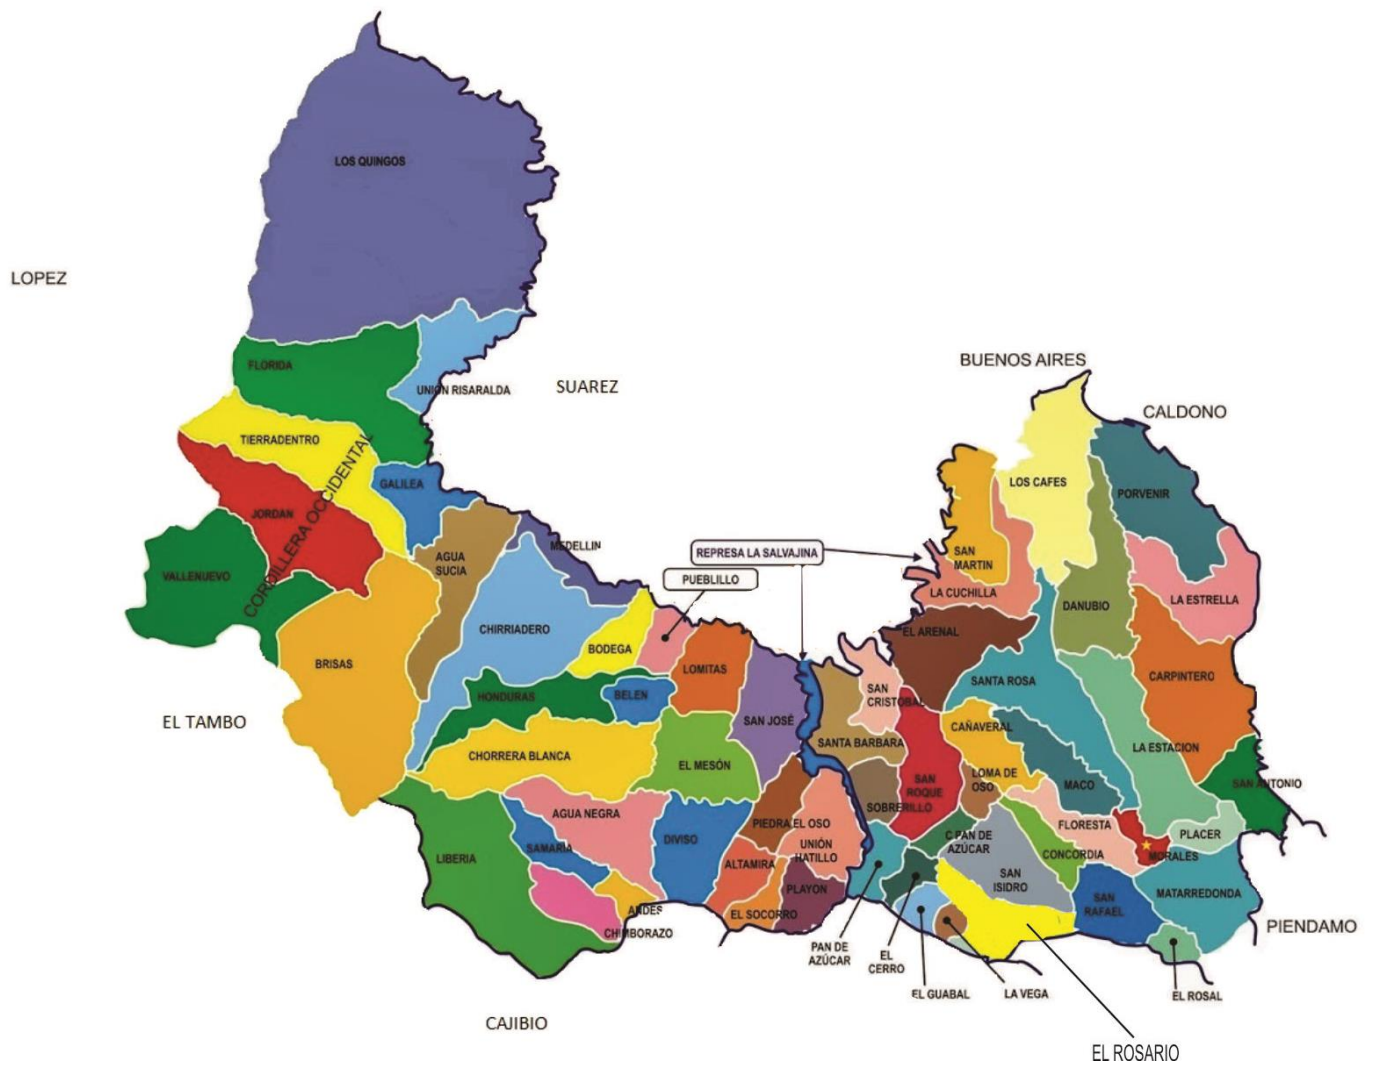 LOS QUINGOS
LOPEZ
FLORIDA
UNIÓN RISARALDA
SUAREZ
BUENOS AIRES
CALDONO
TIERRADENTRO
CORDILLERA OCCIDENTAL
GALILEA
JORDAN
LOS CAFES
PORVENIR
VALLENUEVO
AGUA
SUCIA
MEDELLIN
REPRESA LA SALVAJINA
PUEBLILLO
SAN
MARTIN
LA CUCHILLA
DANUBIO
LA ESTRELLA
CHIRRIADERO
BODEGA
EL ARENAL
BRISAS
LOMITAS
SANTA ROSA
CARPINTERO
HONDURAS
BELEN
SAN
CRISTOBAL
EL TAMBO
SAN JOSÉ
CAÑAVERAL
SANTA BARBARA
LA ESTACION
CHORRERA BLANCA
EL MESÓN
SAN
ROQUE
LOMA DE
OSO
MACO
SAN ANTONIO
SOBRERILLO
AGUA NEGRA
PIEDRA EL OSO
FLORESTA
PLACER
DIVISO
UNIÓN
HATILLO
C.PAN DE
AZÚCAR
SAMARIA
LIBERIA
CONCORDIA
MORALES
ALTAMIRA
SAN
ISIDRO
PLAYON
SAN
RAFAEL
MATARREDONDA
ANDES
EL SOCORRO
CHIMBORAZO
PIENDAMO
PAN DE
AZÚCAR
EL
CERRO
EL GUABAL
LA VEGA
EL ROSAL
CAJIBIO
EL ROSARIO